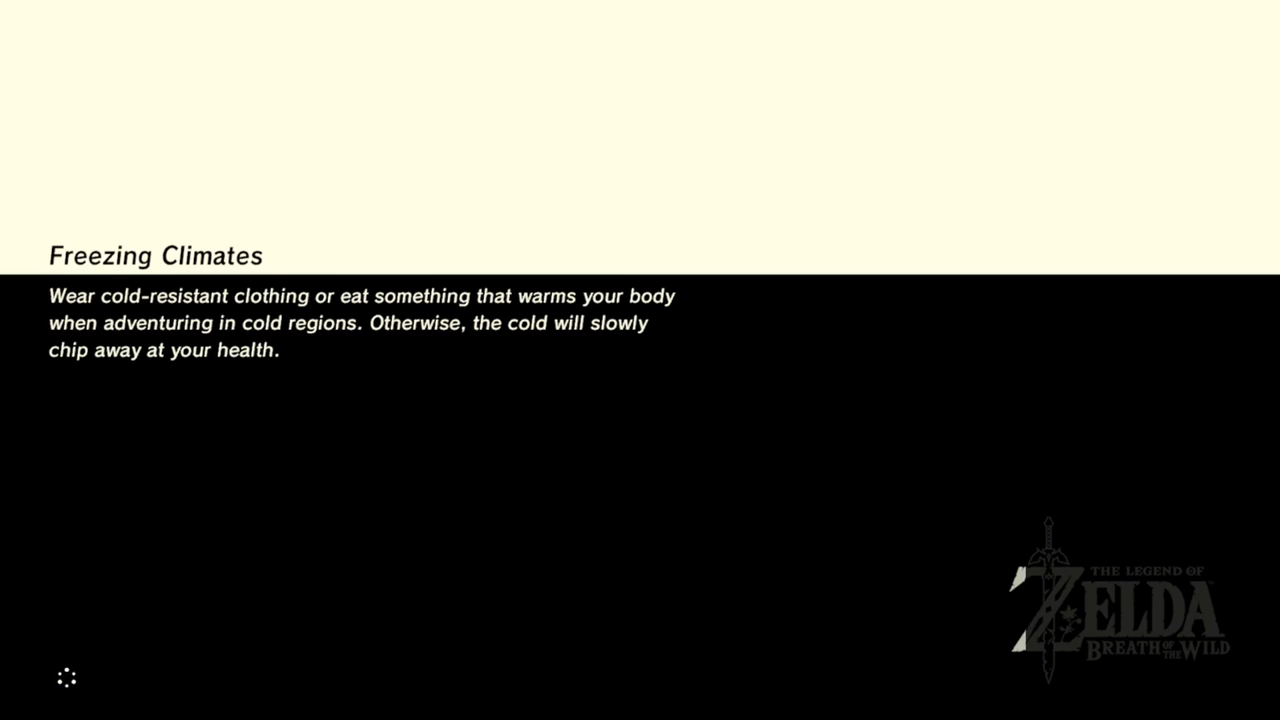 Freezing Climates
Wear cold-resistant clothing or eat something that warms your body
when adventuring in cold regions. Otherwise, the cold will slowly
chip away at your health.
THE LEGEND OF
ZELDA
BREATH OF THE WILD